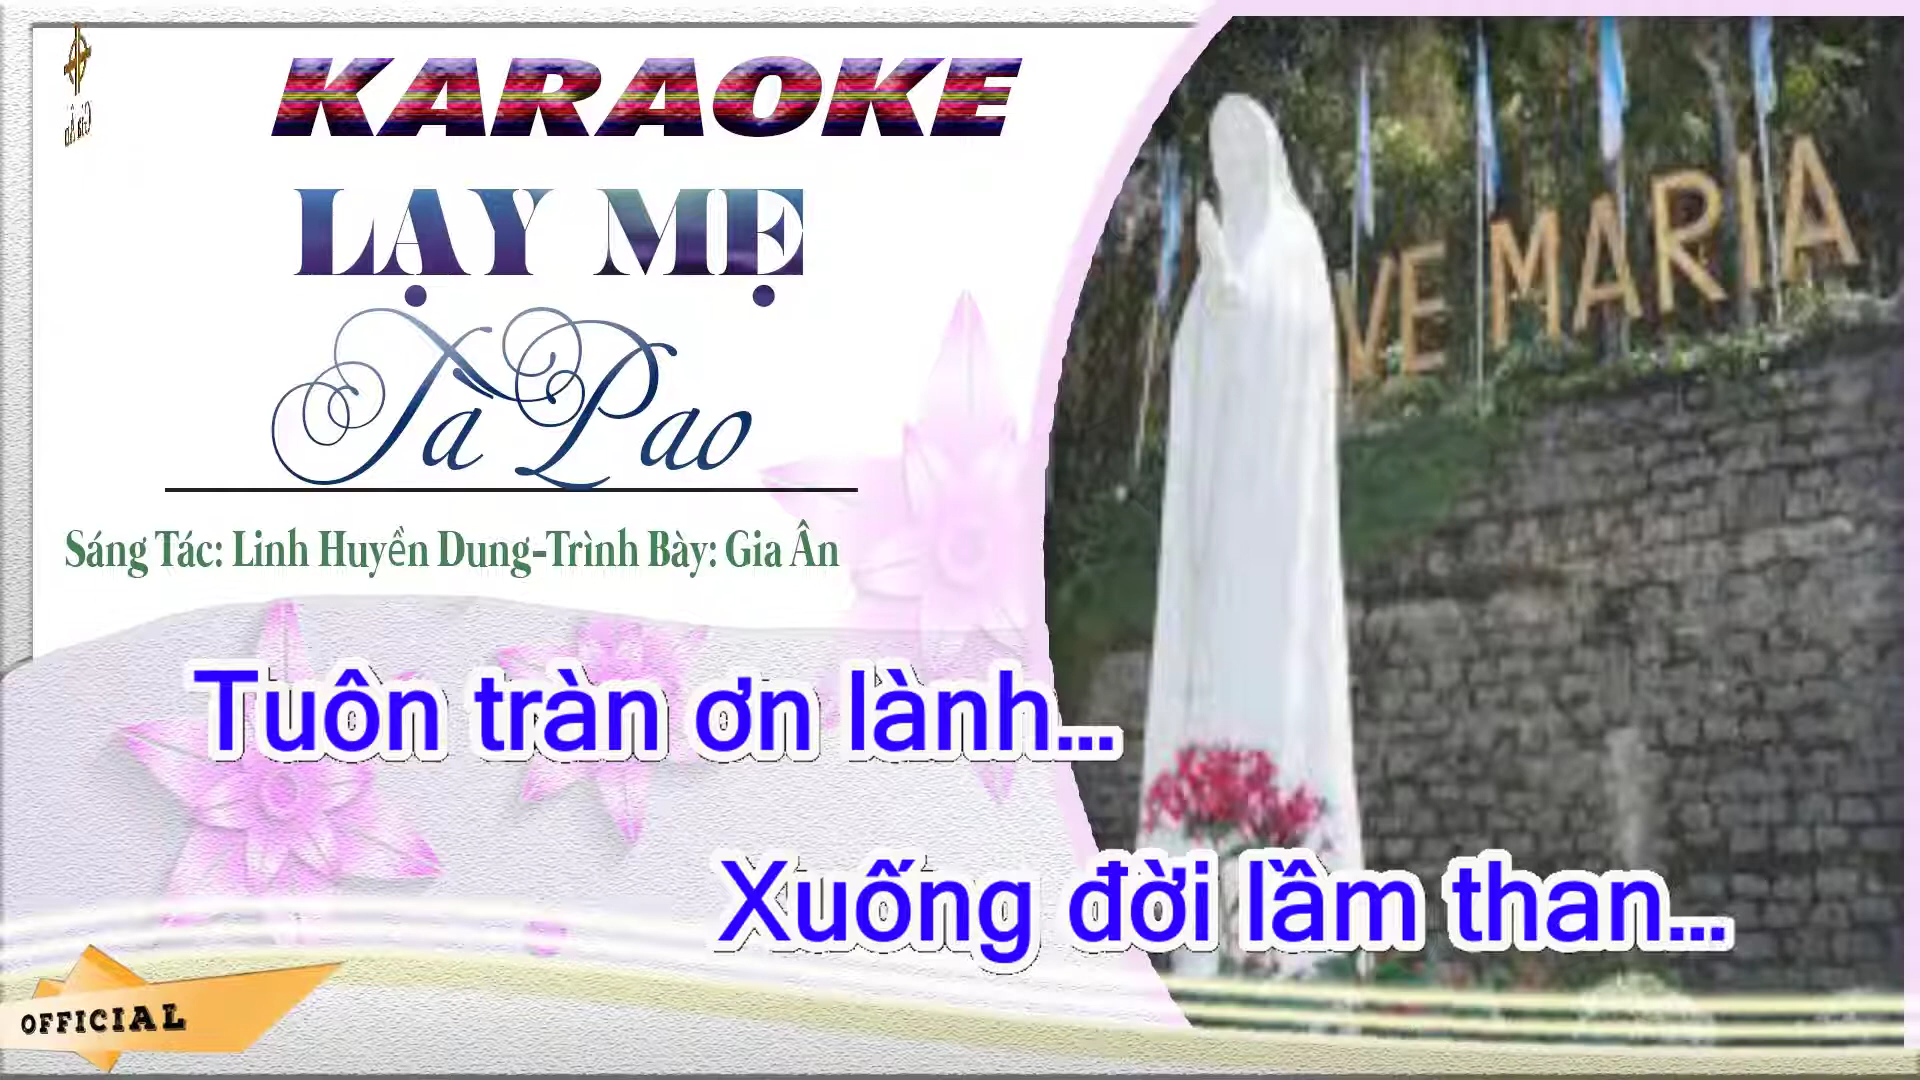 KARAOKE
LẠY MẸ
Tà Pao
Sáng Tác: Linh Huyền Dung-Trình Bày: Gia Ân
VE MARIA
Tuôn tràn ơn lành...
Xuống đời lầm than...
OFFICIAL